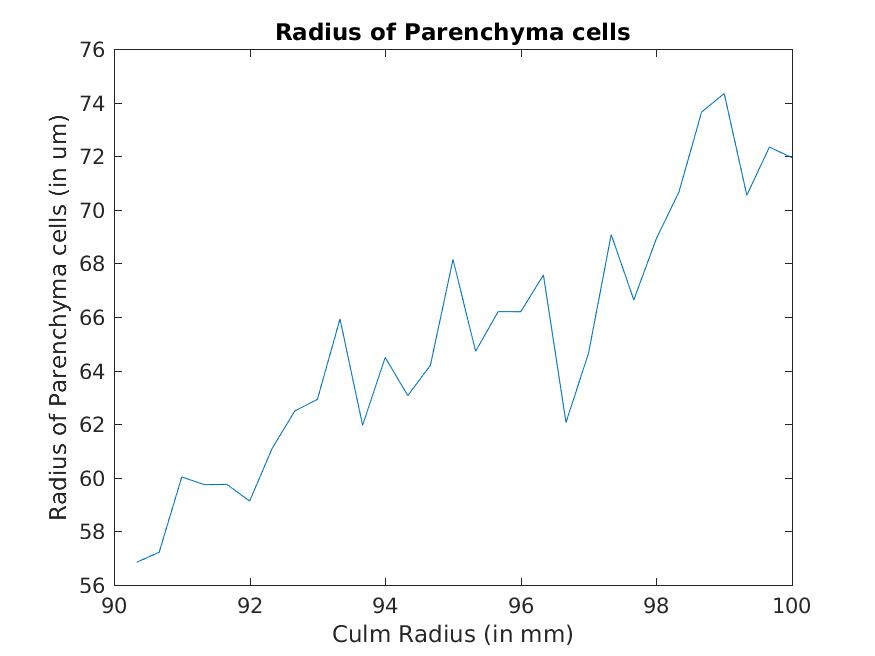 Radius of Parenchyma cells
76
74
72
70
68
66
64
62
60
58
56
Radius of Parenchyma cells (in um)
90 92 94 96 98 100
Culm Radius (in mm)